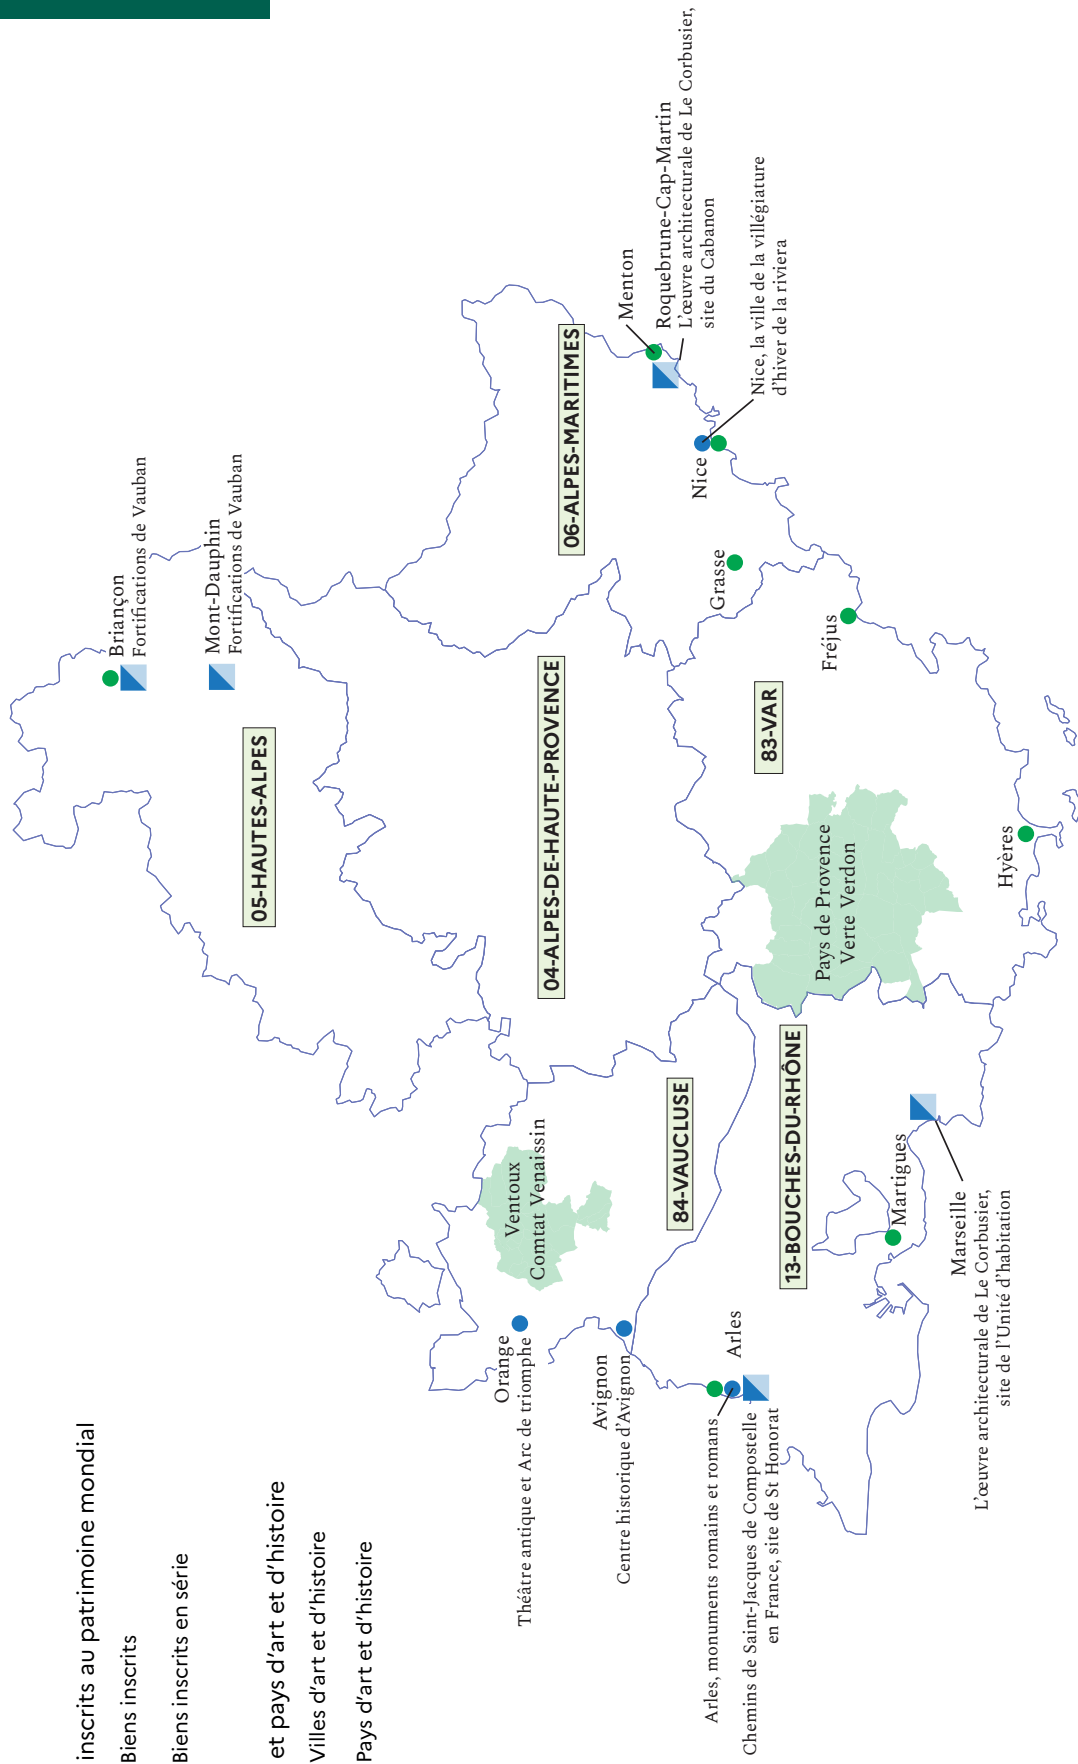 inscrits au patrimoine mondial
Biens inscrits
Biens inscrits en série
et pays d'art et d'histoire
Villes d'art et d'histoire
Pays d'art et d'histoire
Briançon
Fortifications de Vauban
Mont-Dauphin
Fortifications de Vauban
05-HAUTES-ALPES
04-ALPES-DE-HAUTE-PROVENCE
06-ALPES-MARITIMES
Menton
Roquebrune-Cap-Martin
L'œuvre architecturale de Le Corbusier,
site du Cabanon
Nice
Nice, la ville de la villégiature
d'hiver de la riviera
Grasse
Fréjus
83-VAR
Pays de Provence
Verte Verdon
Hyères
Ventoux
Comtat Venaissin
84-VAUCLUSE
Orange
Théâtre antique et Arc de triomphe
Avignon
Centre historique d'Avignon
Arles
Arles, monuments romains et romans
Chemins de Saint-Jacques de Compostelle
en France, site de St Honorat
13-BOUCHES-DU-RHÔNE
Martigues
Marseille
L'œuvre architecturale de Le Corbusier,
site de l'Unité d'habitation